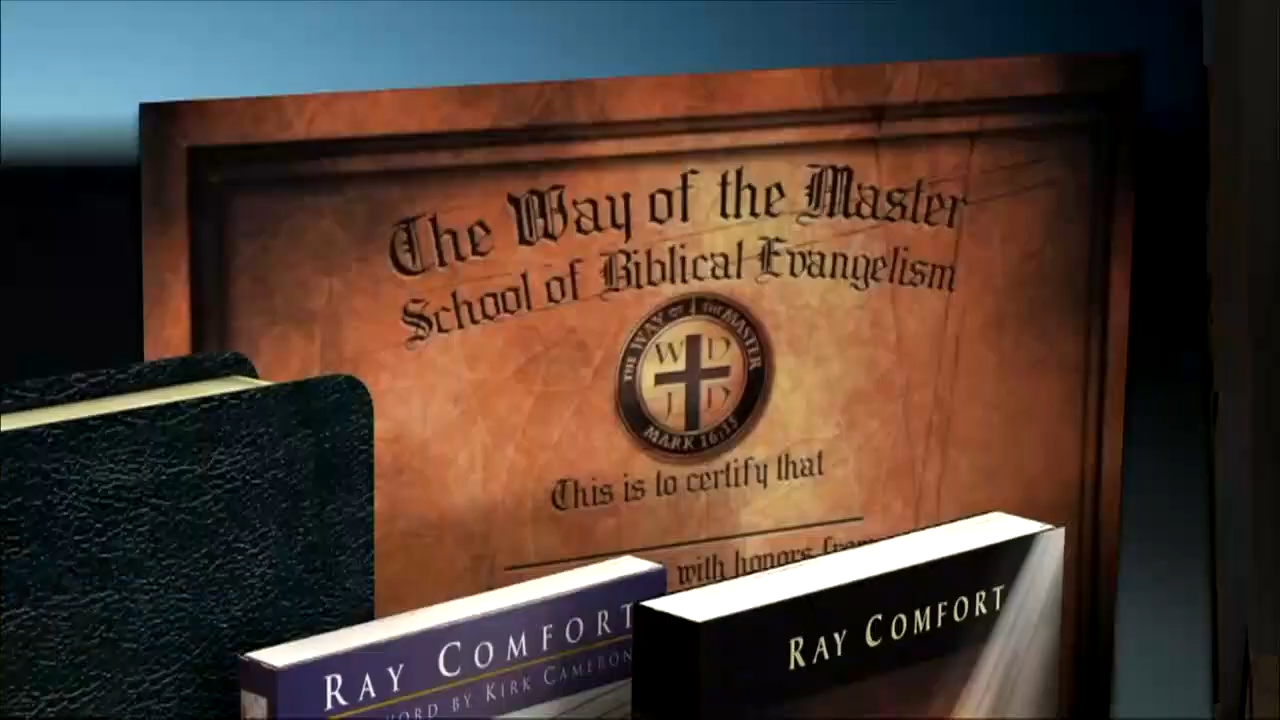 The Way of the Master
School of Biblical Evangelism
THE WAY OF THE MASTER
W D
J D
MARK 16:15
This is to certify that
with honors from
RAY COMFORT
BY KIRK CAMERON
RAY COMFORT